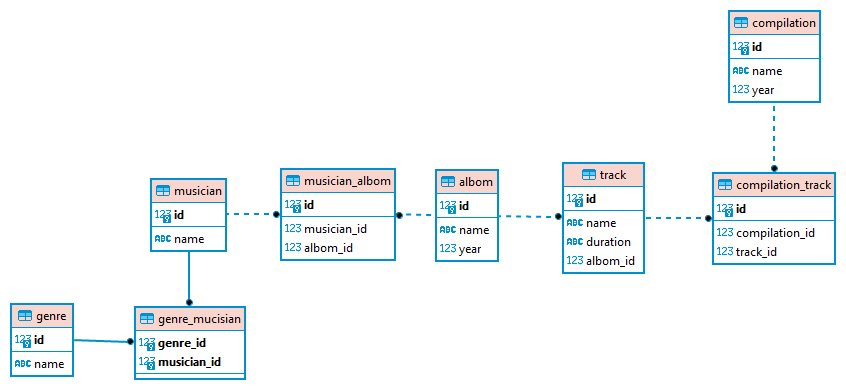 compilation
123 id
ABC name
123 year
musician
123 id
ABC name
musician_albom
123 id
123 musician_id
123 albom_id
albom
123 id
ABC name
123 year
track
123 id
ABC name
ABC duration
123 albom_id
compilation_track
123 id
123 compilation_id
123 track_id
genre
123 id
ABC name
genre_mucisian
123 genre_id
123 musician_id